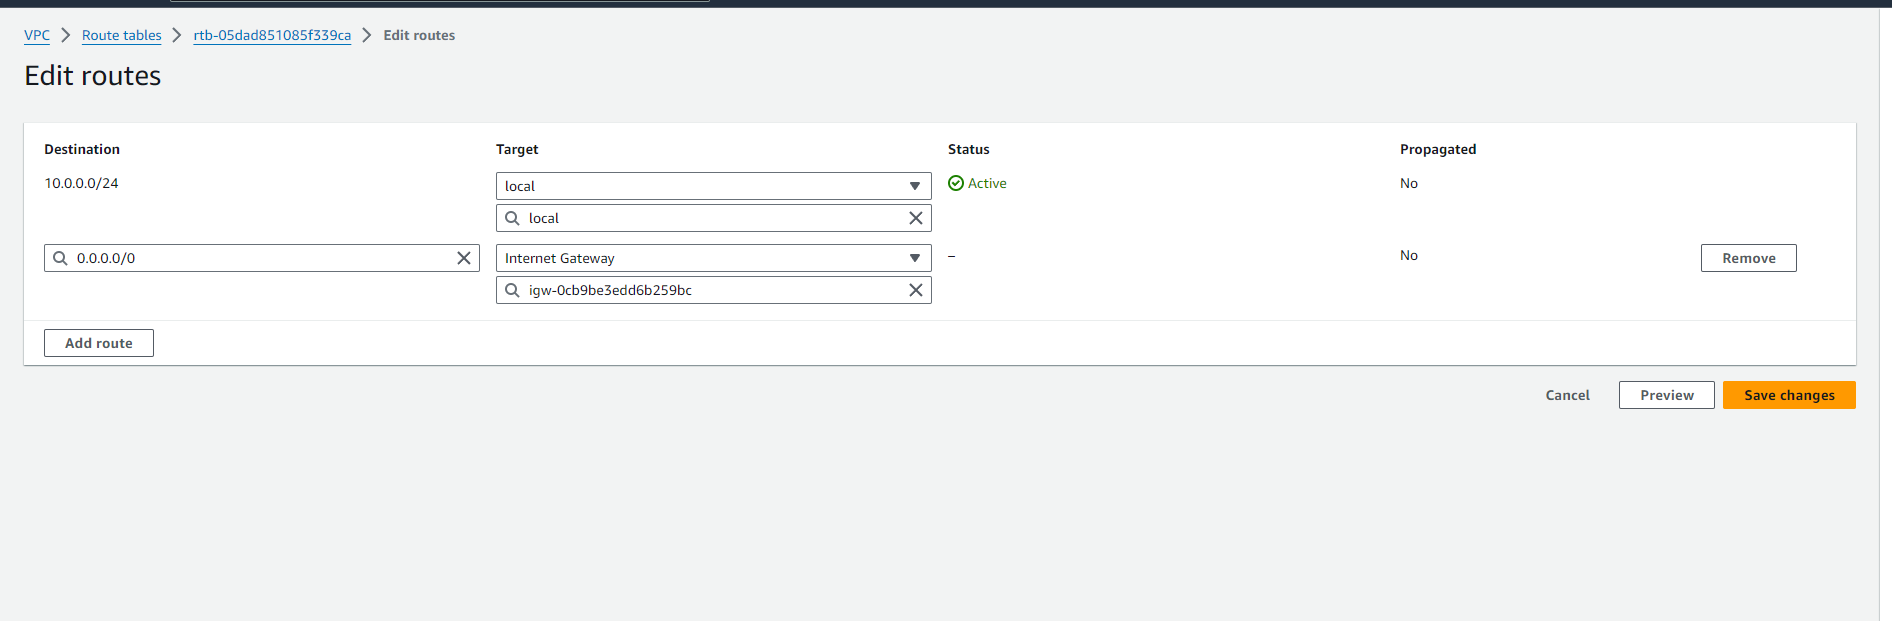 VPC > Route tables > rtb-05dad851085f339ca > Edit routes
Edit routes
Destination Target Status Propagated
10.0.0.0/24 local Active No
local
0.0.0.0/0 Internet Gateway – No Remove
igw-0cb9be3edd6b259bc
Add route
Cancel Preview Save changes